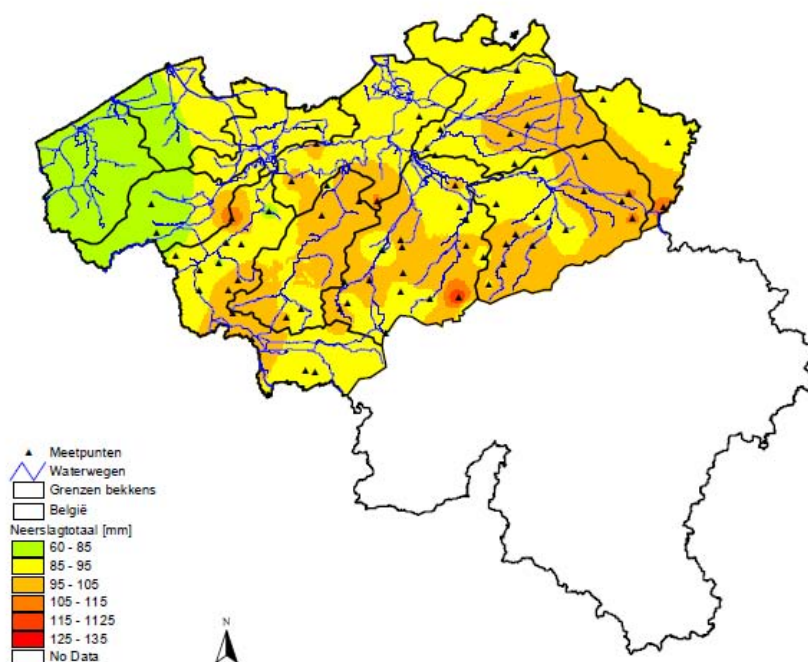 Meetpunten
Waterwegen
Grenzen bekkens
België
Neerslagtotaal [mm]
60 - 85
85 - 95
95 - 105
105 - 115
115 - 1125
125 - 135
No Data
N